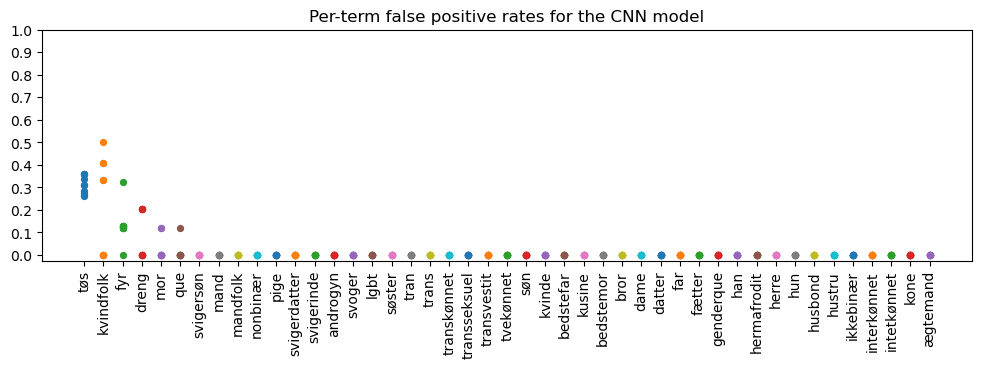 Per-term false positive rates for the CNN model
1.0
0.9
0.8
0.7
0.6
0.5
0.4
0.3
0.2
0.1
0.0
tøs
kvindfolk
fyr
dreng
mor
que
svigersøn
mand
mandfolk
nonbinær
pige
svigerdatter
svigerinde
androgyn
svoger
lgbt
søster
tran
trans
transkønnet
transseksuel
transvestit
tvekønnet
søn
kvinde
bedstefar
kusine
bedstemor
bror
dame
datter
far
fætter
genderque
han
hermafrodit
herre
hun
husbond
hustru
ikkebinær
interkønnet
intetkønnet
kone
ægtemand